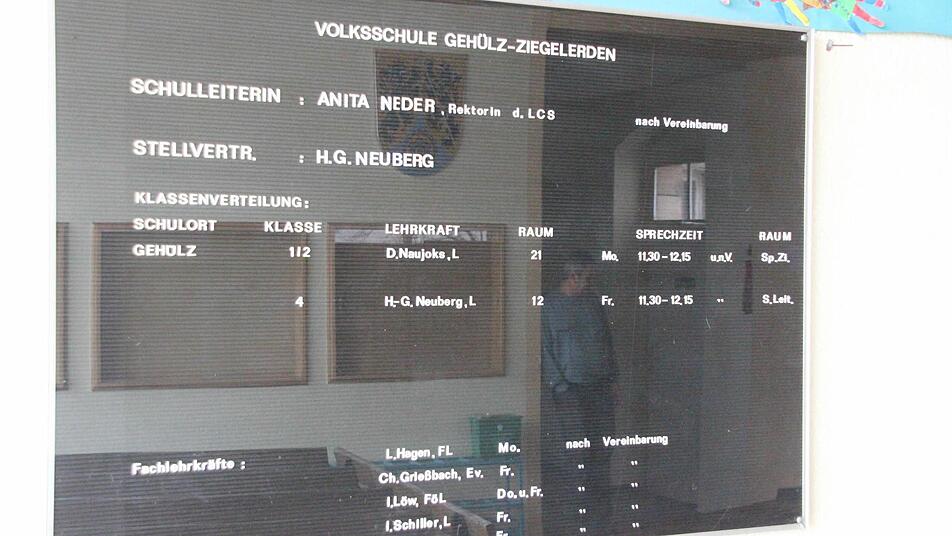 VOLKSSCHULE GEHÜLZ-ZIEGELERDEN
SCHULLEITERIN : ANITA NEDER, Rektorin d. LCS nach Vereinbarung
STELLVERTR. : H.G. NEUBERG
KLASSENVERTEILUNG:
SCHULORT KLASSE LEHRKRAFT RAUM SPRECHZEIT RAUM
GEHÜLZ 1/2 D.Naujoks, L 21 Mo. 11.30-12.15 u.n.V. Sp.Zi.
4 H.-G. Neuberg, L 12 Fr. 11.30-12.15 " S.Leit.
Fachlehrkräfte : I.Hagen, FL Mo. nach Vereinbarung
Ch.Grießbach, Ev. Fr. " "
I.Löw, FöL Do.u.Fr. " "
I.Schiller, L Fr. " "
Fr.